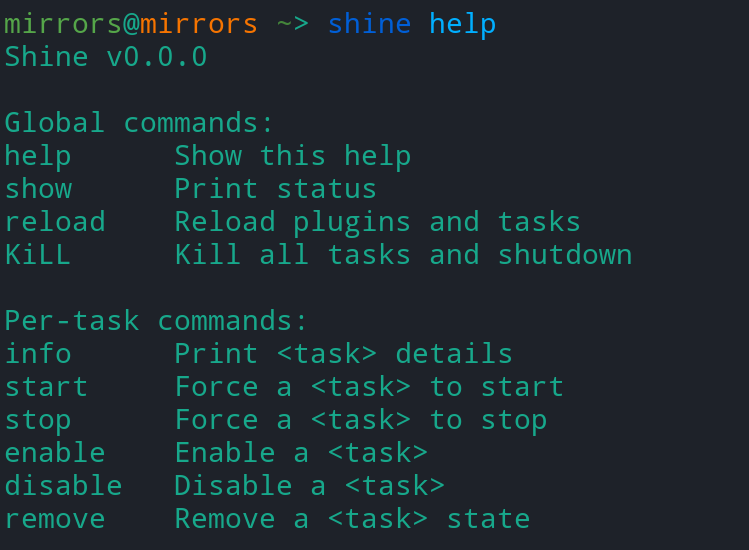 mirrors@mirrors ~> shine help
Shine v0.0.0
Global commands:
help      Show this help
show      Print status
reload    Reload plugins and tasks
KiLL      Kill all tasks and shutdown
Per-task commands:
info      Print <task> details
start     Force a <task> to start
stop      Force a <task> to stop
enable    Enable a <task>
disable   Disable a <task>
remove    Remove a <task> state